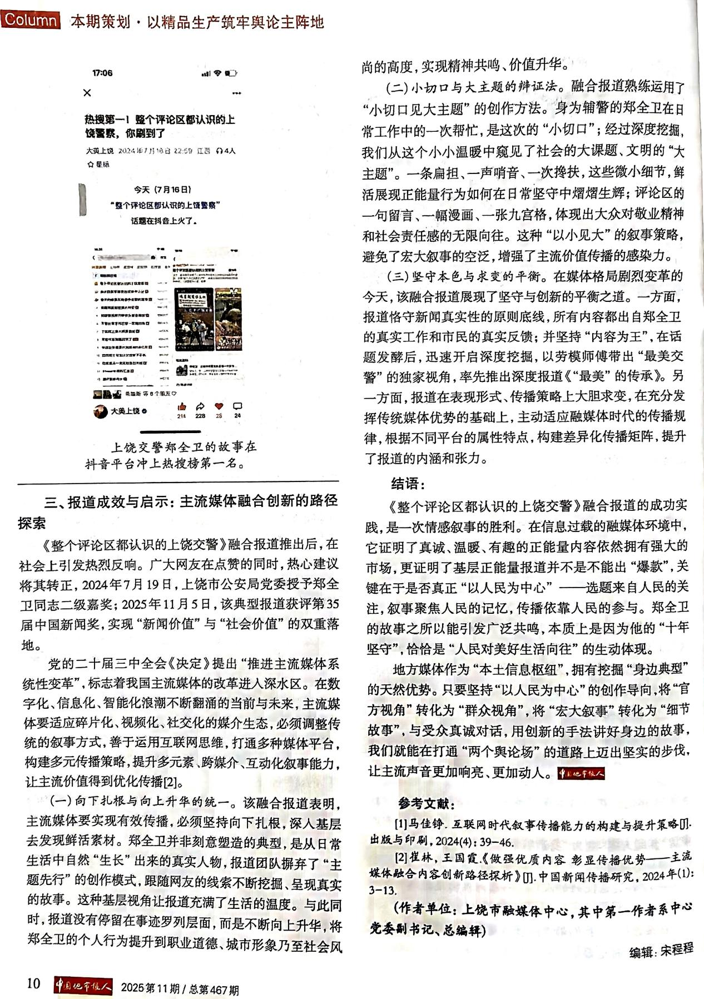 Column 本期策划·以精品生产筑牢舆论主阵地
17:06
热搜第一！整个评论区都认识的上
饶警察，你刷到了
大美上饶 2024年7月16日 22:59 江西 4人
星标
今天（7月16日）
“整个评论区都认识的上饶警察”
话题在抖音上火了。
大美上饶
214 228 28 24
上饶交警郑全卫的故事在
抖音平台冲上热搜榜第一名。
三、报道成效与启示：主流媒体融合创新的路径
探索
《整个评论区都认识的上饶交警》融合报道推出后，在
社会上引发热烈反响。广大网友在点赞的同时，热心建议
将其转正，2024年7月19日，上饶市公安局党委授予郑全
卫同志二级嘉奖；2025年11月5日，该典型报道获评第35
届中国新闻奖，实现“新闻价值”与“社会价值”的双重落
地。
党的二十届三中全会《决定》提出“推进主流媒体系
统性变革”，标志着我国主流媒体的改革进入深水区。在数
字化、信息化、智能化浪潮不断翻涌的当前与未来，主流媒
体要适应碎片化、视频化、社交化的媒介生态，必须调整传
统的叙事方式，善于运用互联网思维，打通多种媒体平台，
构建多元传播策略，提升多元素、跨媒介、互动化叙事能力，
让主流价值得到优化传播[2]。
（一）向下扎根与向上升华的统一。该融合报道表明，
主流媒体要实现有效传播，必须坚持向下扎根，深入基层
去发现鲜活素材。郑全卫并非刻意塑造的典型，是从日常
生活中自然“生长”出来的真实人物，报道团队摒弃了“主
题先行”的创作模式，跟随网友的线索不断挖掘、呈现真实
的故事。这种基层视角让报道充满了生活的温度。与此同
时，报道没有停留在事迹罗列层面，而是不断向上升华，将
郑全卫的个人行为提升到职业道德、城市形象乃至社会风
尚的高度，实现精神共鸣、价值升华。
（二）小切口与大主题的辩证法。融合报道熟练运用了
“小切口见大主题”的创作方法。身为辅警的郑全卫在日
常工作中的一次帮忙，是这次的“小切口”；经过深度挖掘，
我们从这个小小温暖中窥见了社会的大课题、文明的“大
主题”。一条扁担、一声哨音、一次搀扶，这些微小细节，鲜
活展现正能量行为如何在日常坚守中熠熠生辉；评论区的
一句留言、一幅漫画、一张九宫格，体现出大众对敬业精神
和社会责任感的无限向往。这种“以小见大”的叙事策略，
避免了宏大叙事的空泛，增强了主流价值传播的感染力。
（三）坚守本色与求变的平衡。在媒体格局剧烈变革的
今天，该融合报道展现了坚守与创新的平衡之道。一方面，
报道恪守新闻真实性的原则底线，所有内容都出自郑全卫
的真实工作和市民的真实反馈；并坚持“内容为王”，在话
题发酵后，迅速开启深度挖掘，以劳模师傅带出“最美交
警”的独家视角，率先推出深度报道《“最美”的传承》。另
一方面，报道在表现形式、传播策略上大胆求变，在充分发
挥传统媒体优势的基础上，主动适应融媒体时代的传播规
律，根据不同平台的属性特点，构建差异化传播矩阵，提升
了报道的内涵和张力。
结语：
《整个评论区都认识的上饶交警》融合报道的成功实
践，是一次情感叙事的胜利。在信息过载的融媒体环境中，
它证明了真诚、温暖、有趣的正能量内容依然拥有强大的
市场，更证明了基层正能量报道并不是不能出“爆款”，关
键在于是否真正“以人民为中心”——选题来自人民的关
注，叙事聚焦人民的记忆，传播依靠人民的参与。郑全卫
的故事之所以能引发广泛共鸣，本质上是因为他的“十年
坚守”，恰恰是“人民对美好生活向往”的生动体现。
地方媒体作为“本土信息枢纽”，拥有挖掘“身边典型”
的天然优势。只要坚持“以人民为中心”的创作导向，将“官
方视角”转化为“群众视角”，将“宏大叙事”转化为“细节
故事”，与受众真诚对话，用创新的手法讲好身边的故事，
我们就能在打通“两个舆论场”的道路上迈出坚实的步伐，
让主流声音更加响亮、更加动人。中国地市报人
参考文献：
[1]马佳铮.互联网时代叙事传播能力的构建与提升策略[J].
出版与印刷，2024(4)：39-46.
[2]崔林，王国霞.《做强优质内容 彰显传播优势——主流
媒体融合内容创新路径探析》[J].中国新闻传播研究，2024年(1)：
3-13.
（作者单位：上饶市融媒体中心，其中第一作者系中心
党委副书记、总编辑）
编辑：宋程程
10 中国地市报人 2025第11期/总第467期